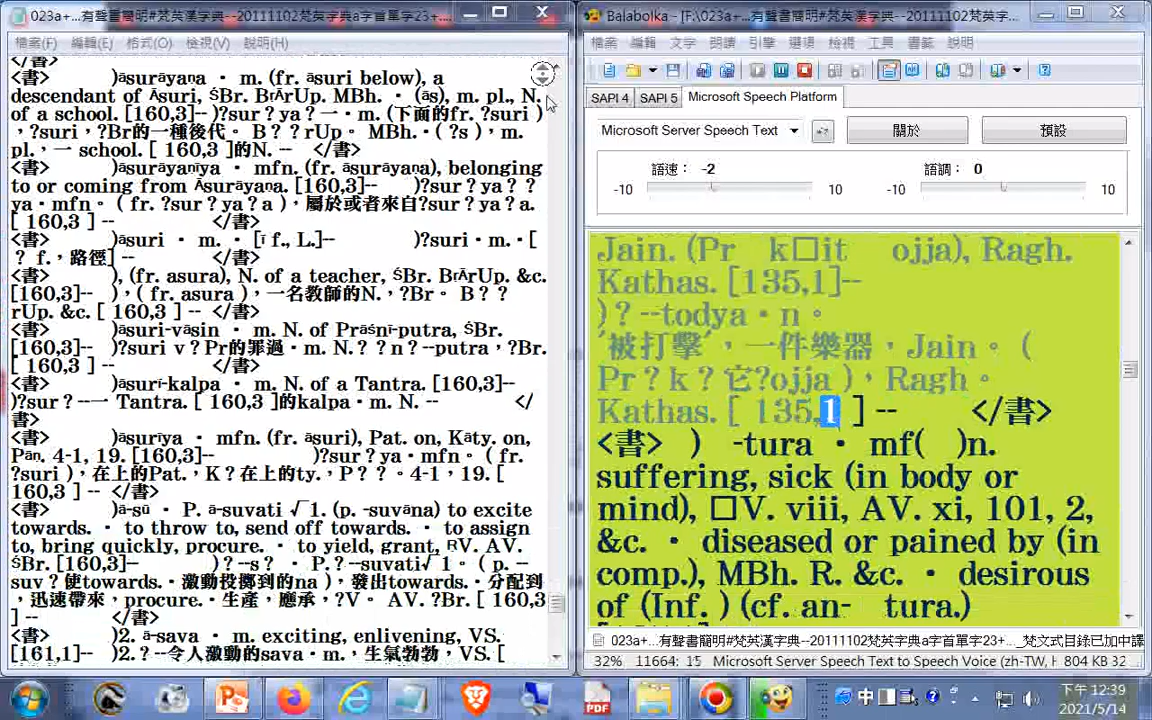 023a+...有聲書簡明#梵英漢字典--20111102梵英字典a字首單字23+...
檔案(F) 編輯(E) 格式(O) 檢視(V) 說明(H)
</書>
<書> )āsurāyaṇa ‧ m. (fr. āsuri below), a
descendant of Āsuri, ŚBr. BṛĀrUp. MBh. ‧ (ās), m. pl., N.
of a school. [160,3]-- )?sur?ya?一‧m. (下面的fr. ?suri )
，?suri，?Br的一種後代。 B??rUp。 MBh.‧( ?s )，m.
pl.，一 school. [ 160,3 ]的N. -- </書>
<書> )āsurāyaṇīya ‧ mfn. (fr. āsurāyaṇa), belonging
to or coming from Āsurāyaṇa. [160,3]-- )?sur?ya??
ya‧mfn。 ( fr. ?sur?ya?a )，屬於或者來自?sur?ya?a.
[ 160,3 ] -- </書>
<書> )āsuri ‧ m. ‧ [ī f., L.]-- )?suri‧m.‧[
? f.，路徑] -- </書>
<書> ), (fr. asura), N. of a teacher, ŚBr. BṛĀrUp. &c.
[160,3]-- )，( fr. asura )，一名教師的N.，?Br。 B??
rUp. &c. [ 160,3 ] -- </書>
<書> )āsuri-vāsin ‧ m. N. of Prāśnī-putra, ŚBr.
[160,3]-- )?suri v?Pr的罪過‧m. N.??n?--putra，?Br.
[ 160,3 ] -- </書>
<書> )āsurī-kalpa ‧ m. N. of a Tantra. [160,3]--
)?sur?--一 Tantra. [ 160,3 ]的kalpa‧m. N. -- </
書>
<書> )āsurīya ‧ mfn. (fr. āsuri), Pat. on, Kāty. on,
Pāṇ. 4-1, 19. [160,3]-- )?sur?ya‧mfn。 ( fr.
?suri )，在上的Pat.，K?在上的ty.，P??。4-1，19. [
160,3 ] -- </書>
<書> )ā-sū ‧ P. ā-suvati √1. (p. -suvāna) to excite
towards. ‧ to throw to, send off towards. ‧ to assign
to, bring quickly, procure. ‧ to yield, grant, ṚV. AV.
ŚBr. [160,3]-- )?--s? ‧ P.?--suvati√ 1。 ( p. --
suv?使towards.‧激動投擲到的na )，發出towards.‧分配到
，迅速帶來，procure.‧生產，應承，?V。 AV. ?Br. [ 160,3
] -- </書>
<書> )2. ā-sava ‧ m. exciting, enlivening, VS.
[161,1]-- )2.?--令人激動的sava‧m.，生氣勃勃，VS. [
Balabolka - [F:\023a+...有聲書簡明#梵英漢字典--20111102梵英字...
檔案 編輯 文字 朗讀 引擎 選項 檢視 工具 書籤 說明
SAPI 4 SAPI 5 Microsoft Speech Platform
Microsoft Server Speech Text 關於 預設
語速： -2 語調： 0
-10 10 -10 10
Jain. (Pr k□it ojja), Ragh.
Kathas. [135,1]--
)?--todya‧n。
'被打擊'，一件樂器，Jain。 (
Pr?k?它?ojja )，Ragh。
Kathas. [ 135,1 ] -- </書>
<書> ) -tura ‧ mf( )n.
suffering, sick (in body or
mind), □V. viii, AV. xi, 101, 2,
&c. ‧ diseased or pained by (in
comp.), MBh. R. &c. ‧ desirous
of (Inf. ) (cf. an- tura.)
023a+...有聲書簡明#梵英漢字典--20111102梵英字典a字首單字23+..._梵文式目錄已加中譯
32% 11664: 15 Microsoft Server Speech Text to Speech Voice (zh-TW, H 804 KB 32
中
下午 12:39
2021/5/14